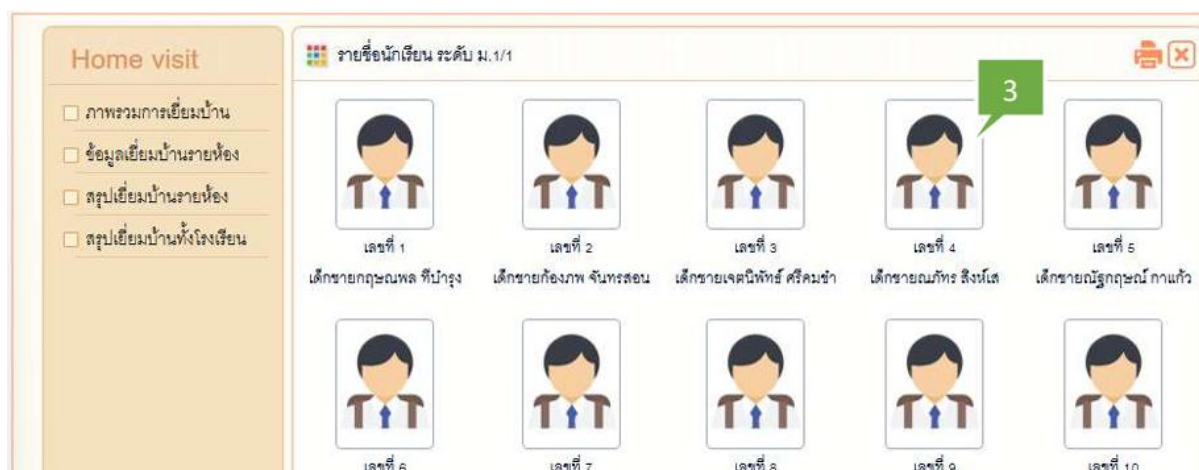 Home visit
ภาพรวมการเยี่ยมบ้าน
ข้อมูลเยี่ยมบ้านรายห้อง
สรุปเยี่ยมบ้านรายห้อง
สรุปเยี่ยมบ้านทั้งโรงเรียน
รายชื่อนักเรียน ระดับ ม.1/1
3
เลขที่ 1 เลขที่ 2 เลขที่ 3 เลขที่ 4 เลขที่ 5
เด็กชายกฤษณพล ทีบำรุง เด็กชายก้องภพ จันทรสอน เด็กชายเจตนิพัทธ์ ศรีคมขำ เด็กชายณภัทร สิงห์เส เด็กชายณัฐกฤษณ์ กาแก้ว
เลขที่ 6 เลขที่ 7 เลขที่ 8 เลขที่ 9 เลขที่ 10